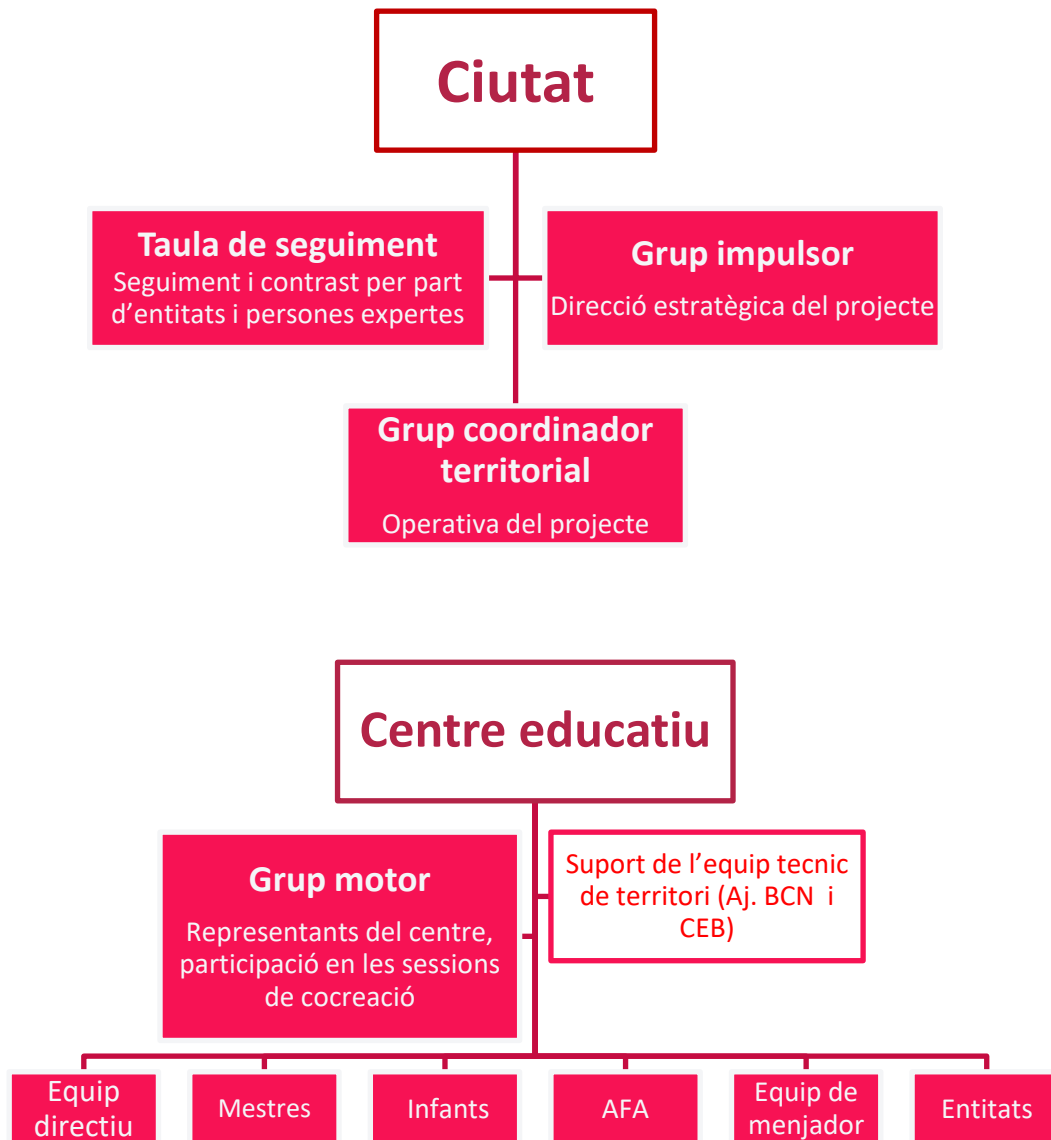 Ciutat
Taula de seguiment
Seguiment i contrast per part
d’entitats i persones expertes
Grup impulsor
Direcció estratègica del projecte
Grup coordinador
territorial
Operativa del projecte
Centre educatiu
Grup motor
Representants del centre,
participació en les sessions
de cocreació
Suport de l’equip tecnic
de territori (Aj. BCN  i
CEB)
Equip
directiu
Mestres
Infants
AFA
Equip de
menjador
Entitats